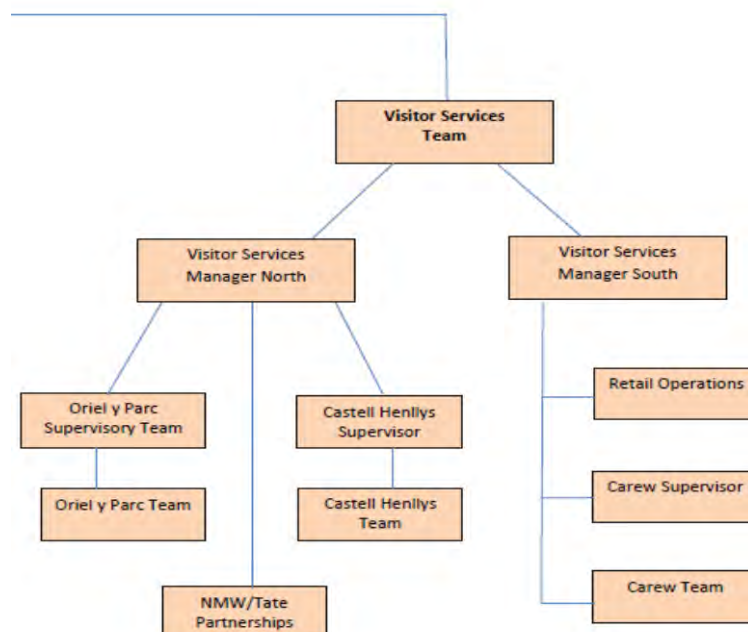 Visitor Services
Team
Visitor Services
Manager North
Visitor Services
Manager South
Oriel y Parc
Supervisory Team
Castell Henllys
Supervisor
Retail Operations
Oriel y Parc Team
Castell Henllys
Team
Carew Supervisor
NMW/Tate
Partnerships
Carew Team